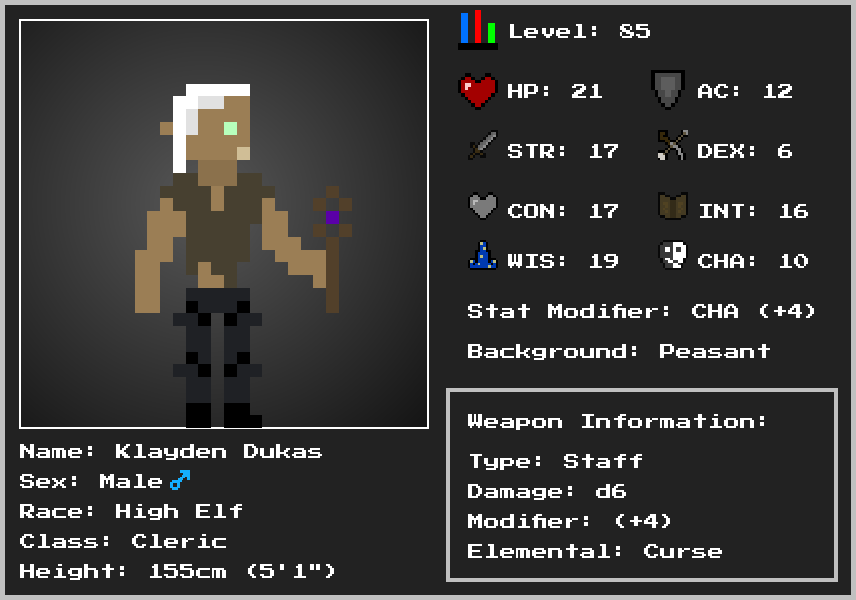 Level: 85
HP: 21
AC: 12
STR: 17
DEX: 6
CON: 17
INT: 16
WIS: 19
CHA: 10
Stat Modifier: CHA (+4)
Background: Peasant
Weapon Information:
Type: Staff
Damage: d6
Modifier: (+4)
Elemental: Curse
Name: Klayden Dukas
Sex: Male♂
Race: High Elf
Class: Cleric
Height: 155cm (5'1")